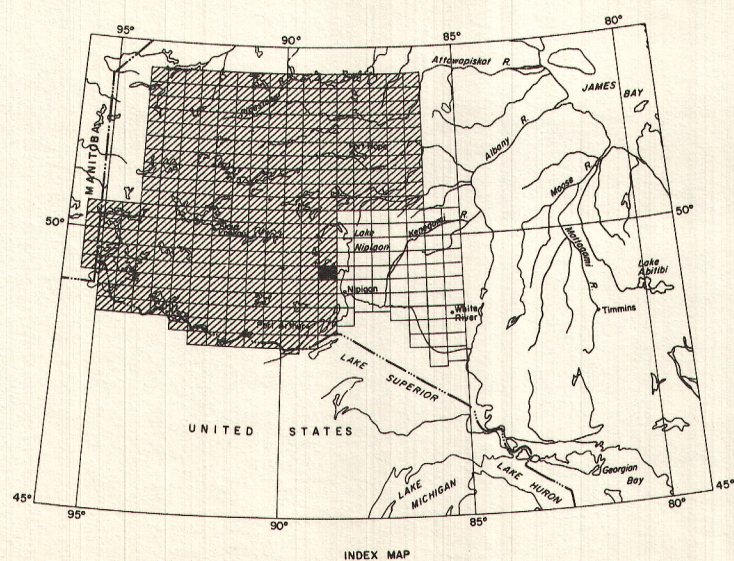 95°
90°
85°
80°
Attawapiskat R.
JAMES BAY
MANITOBA
Albany R.
Moose R.
50°
50°
Lake
Nipigon
Kenogami R.
Mattagami R.
Lake
Abitibi
Nipigon
White
River
Timmins
Port Arthur
LAKE SUPERIOR
UNITED STATES
Georgian
Bay
LAKE HURON
LAKE
MICHIGAN
45°
45°
95°
90°
85°
80°
INDEX MAP